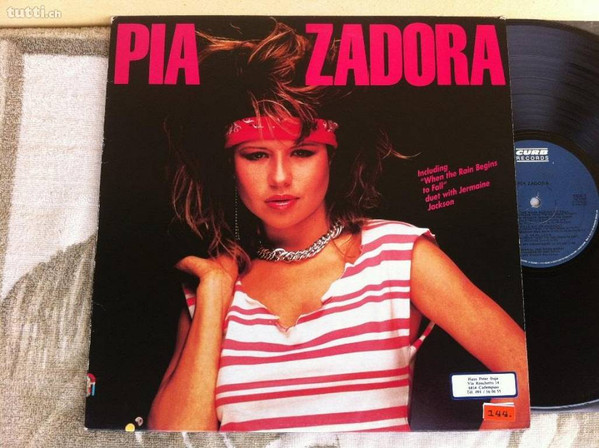 tutti.ch
PIA ZADORA
Including
"When the Rain Begins
to Fall"
duet with Jermaine
Jackson
CURB
RECORDS
PIA ZADORA
144.-